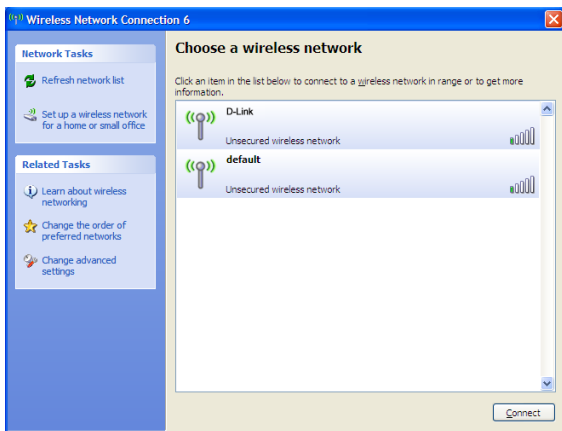 Wireless Network Connection 6
Network Tasks
Refresh network list
Set up a wireless network
for a home or small office
Related Tasks
Learn about wireless
networking
Change the order of
preferred networks
Change advanced
settings
Choose a wireless network
Click an item in the list below to connect to a wireless network in range or to get more
information.
D-Link
Unsecured wireless network
default
Unsecured wireless network
Connect